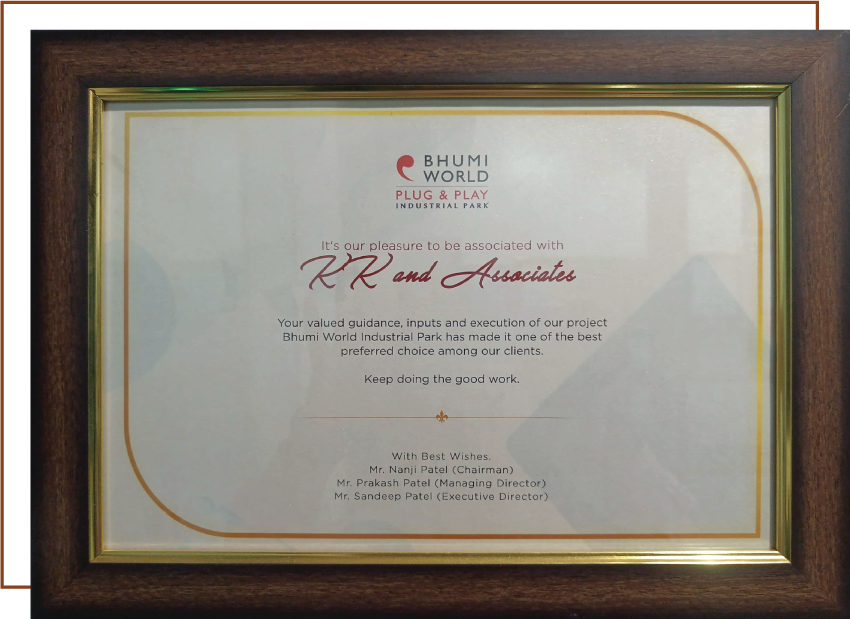 BHUMI
WORLD
PLUG & PLAY
INDUSTRIAL PARK
It's our pleasure to be associated with
KK and Associates
Your valued guidance, inputs and execution of our project
Bhumi World Industrial Park has made it one of the best
preferred choice among our clients.
Keep doing the good work.
With Best Wishes.
Mr. Nanji Patel (Chairman)
Mr. Prakash Patel (Managing Director)
Mr. Sandeep Patel (Executive Director)